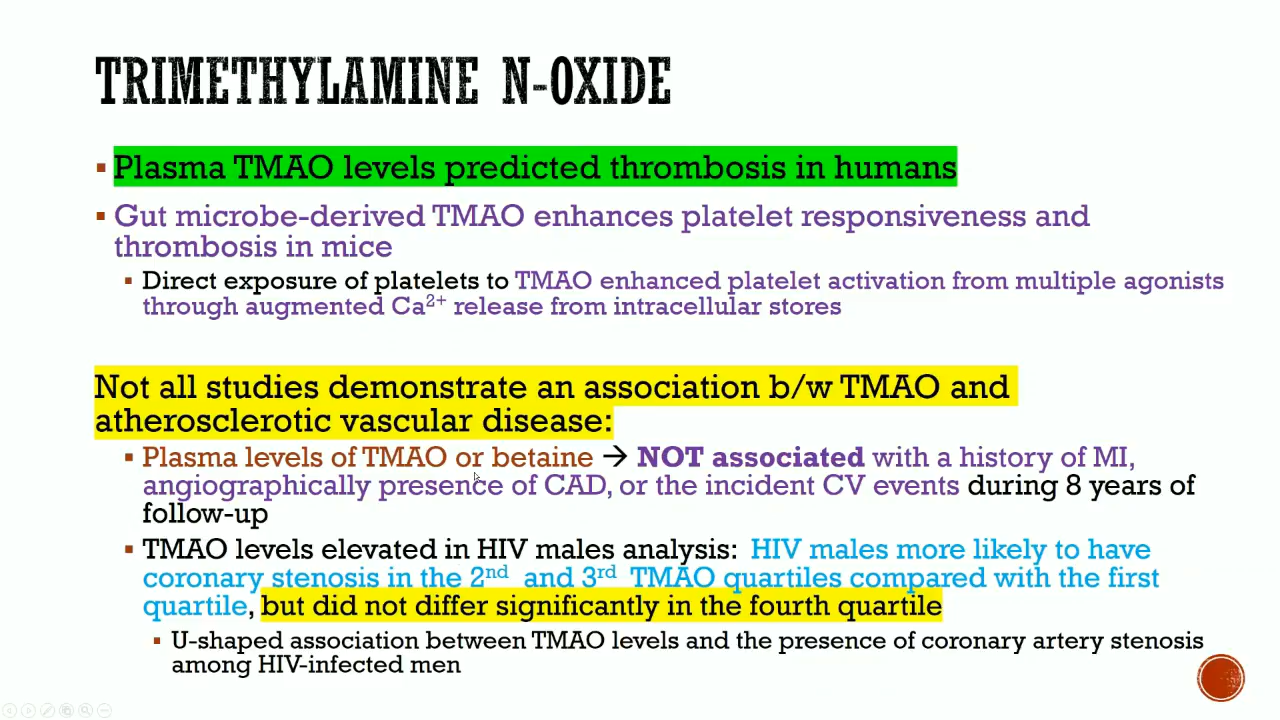 TRIMETHYLAMINE N-OXIDE
▪ Plasma TMAO levels predicted thrombosis in humans
▪ Gut microbe-derived TMAO enhances platelet responsiveness and
thrombosis in mice
▪ Direct exposure of platelets to TMAO enhanced platelet activation from multiple agonists
through augmented Ca²⁺ release from intracellular stores
Not all studies demonstrate an association b/w TMAO and
atherosclerotic vascular disease:
▪ Plasma levels of TMAO or betaine → NOT associated with a history of MI,
angiographically presence of CAD, or the incident CV events during 8 years of
follow-up
▪ TMAO levels elevated in HIV males analysis: HIV males more likely to have
coronary stenosis in the 2nd and 3rd TMAO quartiles compared with the first
quartile, but did not differ significantly in the fourth quartile
▪ U-shaped association between TMAO levels and the presence of coronary artery stenosis
among HIV-infected men